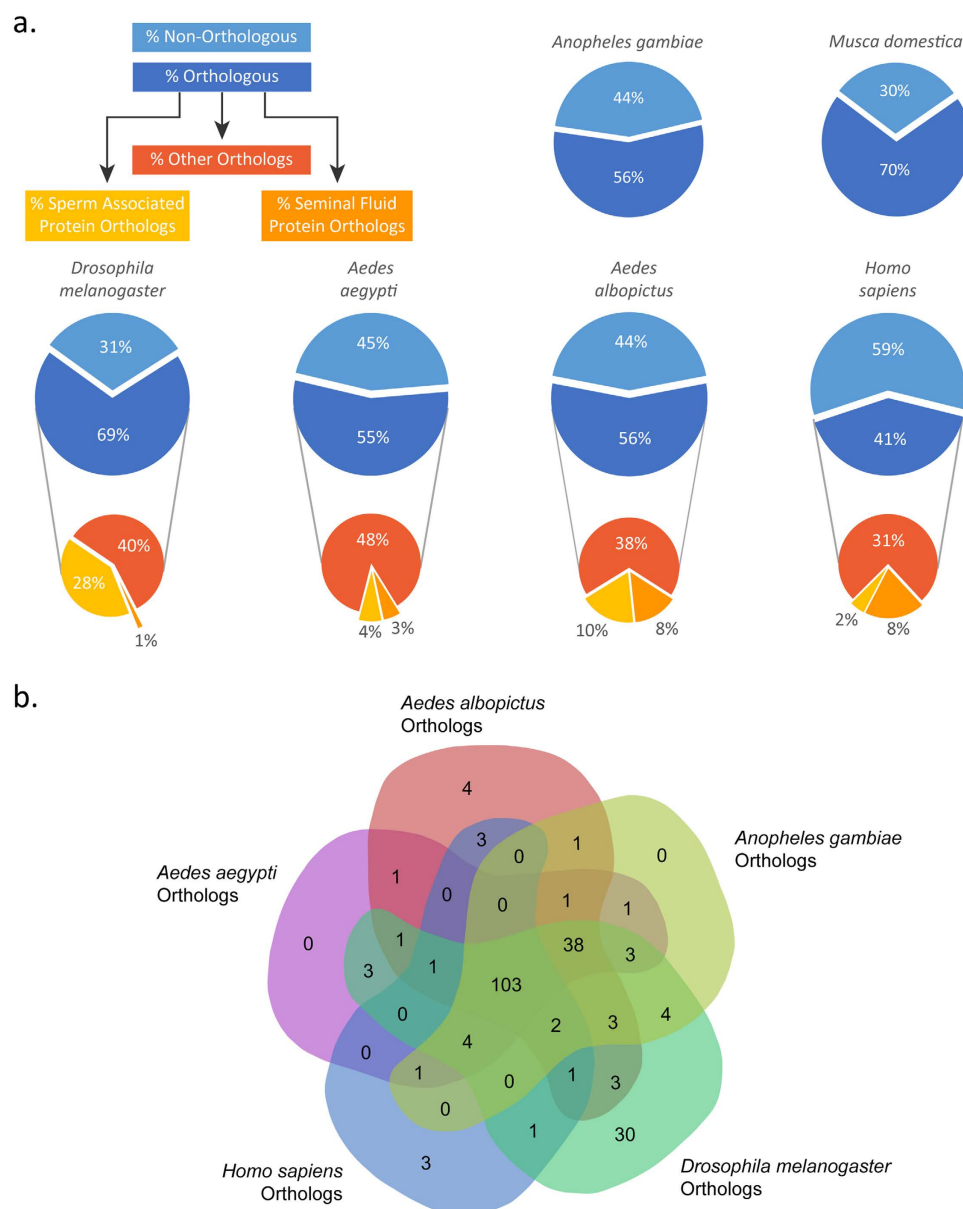 a.
% Non-Orthologous
% Orthologous
% Other Orthologs
% Sperm Associated
Protein Orthologs
% Seminal Fluid
Protein Orthologs
Anopheles gambiae
44%
56%
Musca domestica
30%
70%
Drosophila
melanogaster
31%
69%
40%
28%
1%
Aedes
aegypti
45%
55%
48%
4%
3%
Aedes
albopictus
44%
56%
38%
10%
8%
Homo
sapiens
59%
41%
31%
2%
8%
b.
Aedes albopictus
Orthologs
Anopheles gambiae
Orthologs
Aedes aegypti
Orthologs
4
3
0
1
0
1
0
0
1
1
0
1
38
3
3
1
103
0
4
2
3
4
0
1
0
1
3
0
1
30
3
Homo sapiens
Orthologs
Drosophila melanogaster
Orthologs